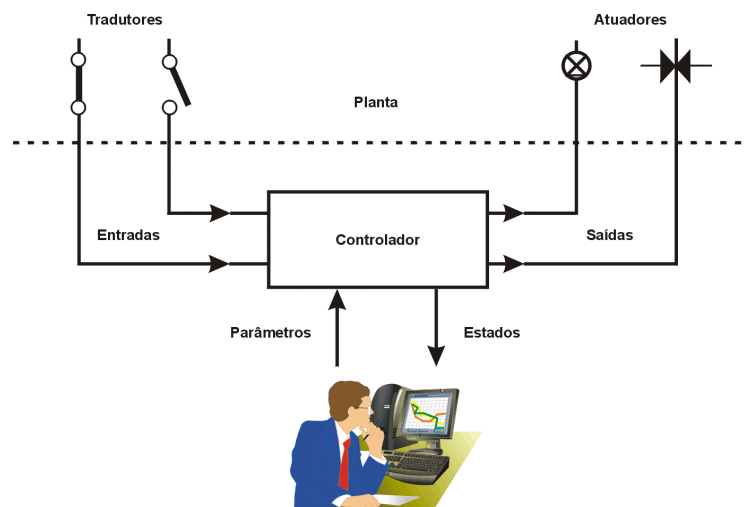 Tradutores
Atuadores
Planta
Entradas
Controlador
Saídas
Parâmetros
Estados